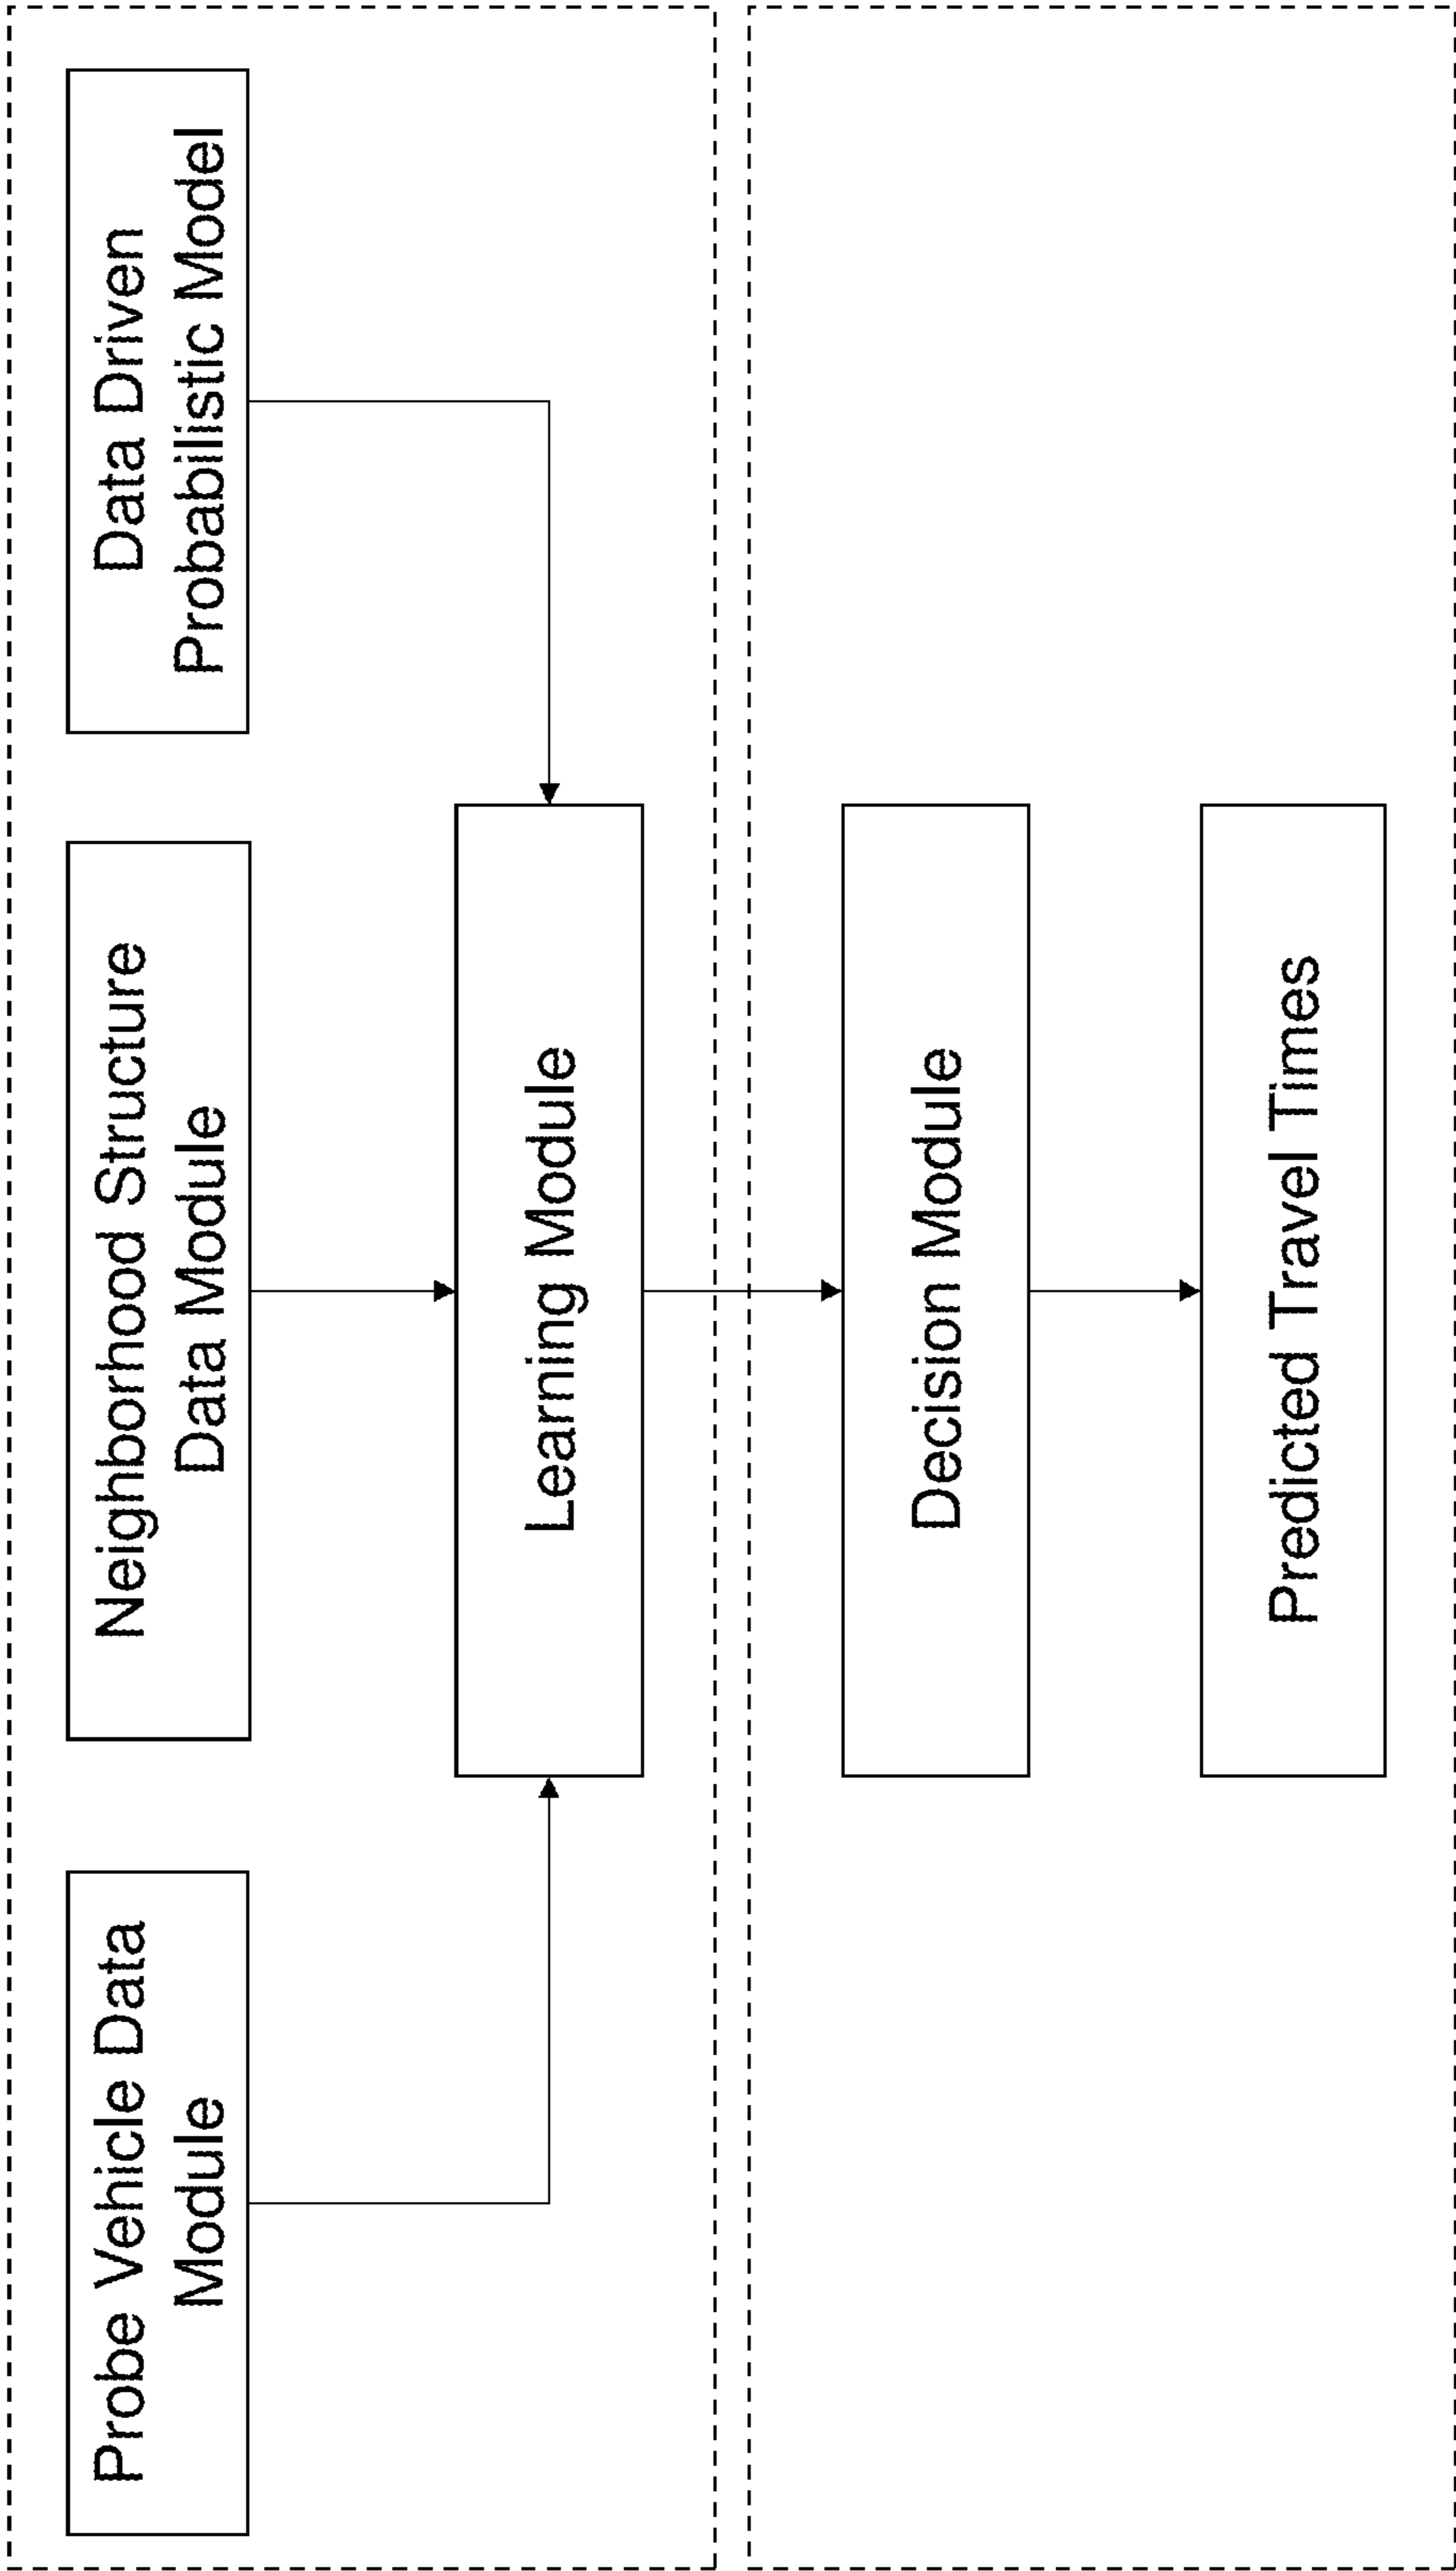 Probe Vehicle Data
Module
Neighborhood Structure
Data Module
Data Driven
Probabilistic Model
Learning Module
Decision Module
Predicted Travel Times